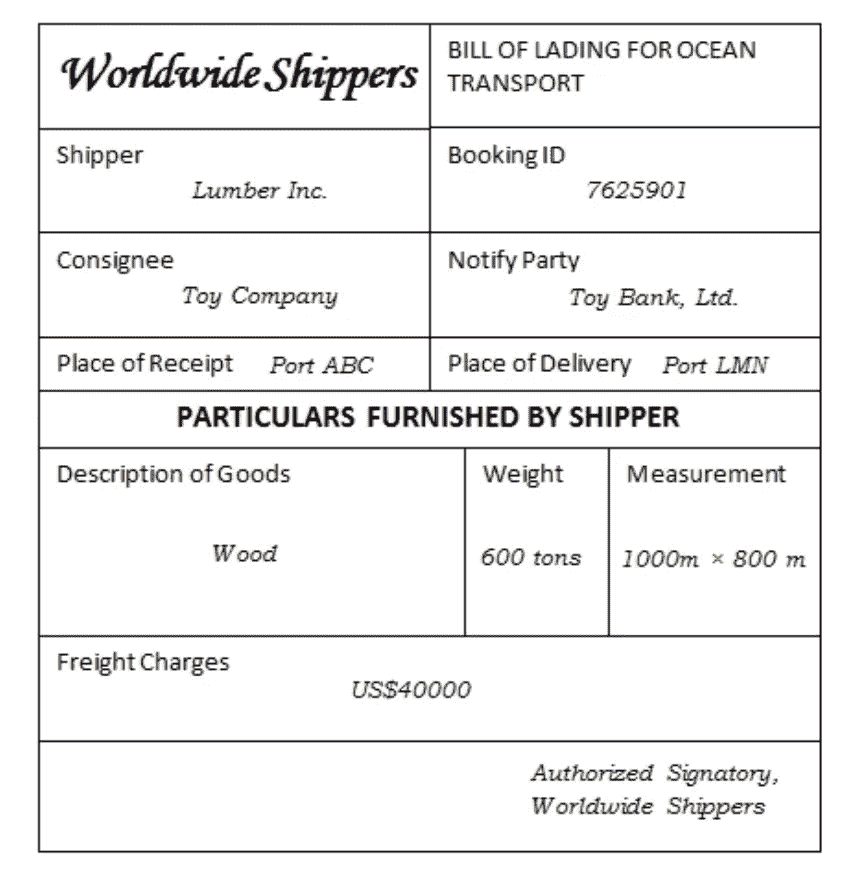 Worldwide Shippers
BILL OF LADING FOR OCEAN
TRANSPORT
Shipper
Lumber Inc.
Booking ID
7625901
Consignee
Toy Company
Notify Party
Toy Bank, Ltd.
Place of Receipt Port ABC
Place of Delivery Port LMN
PARTICULARS FURNISHED BY SHIPPER
Description of Goods
Wood
Weight
600 tons
Measurement
1000m × 800 m
Freight Charges
US$40000
Authorized Signatory,
Worldwide Shippers